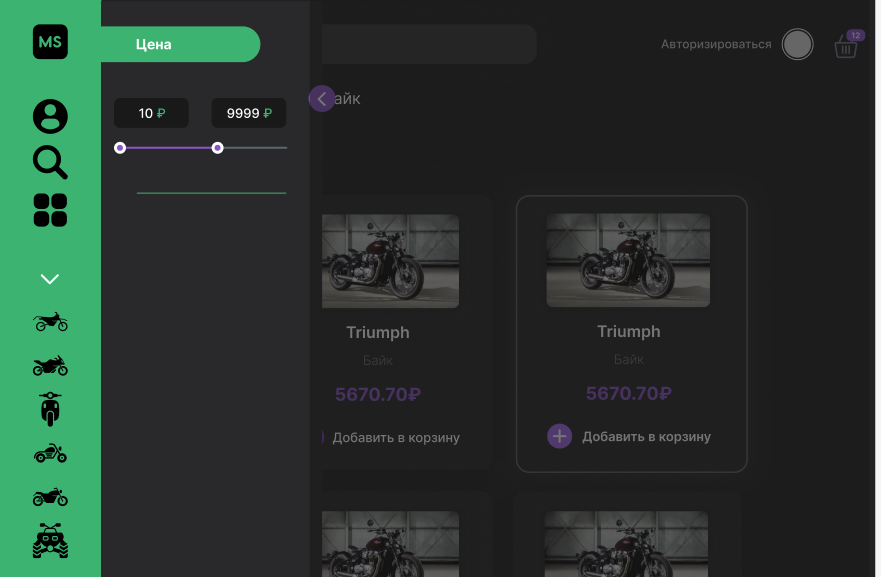 MS
Цена
10 ₽
9999 ₽
Авторизироваться
12
айк
Triumph
Байк
5670.70₽
Добавить в корзину
Triumph
Байк
5670.70₽
Добавить в корзину